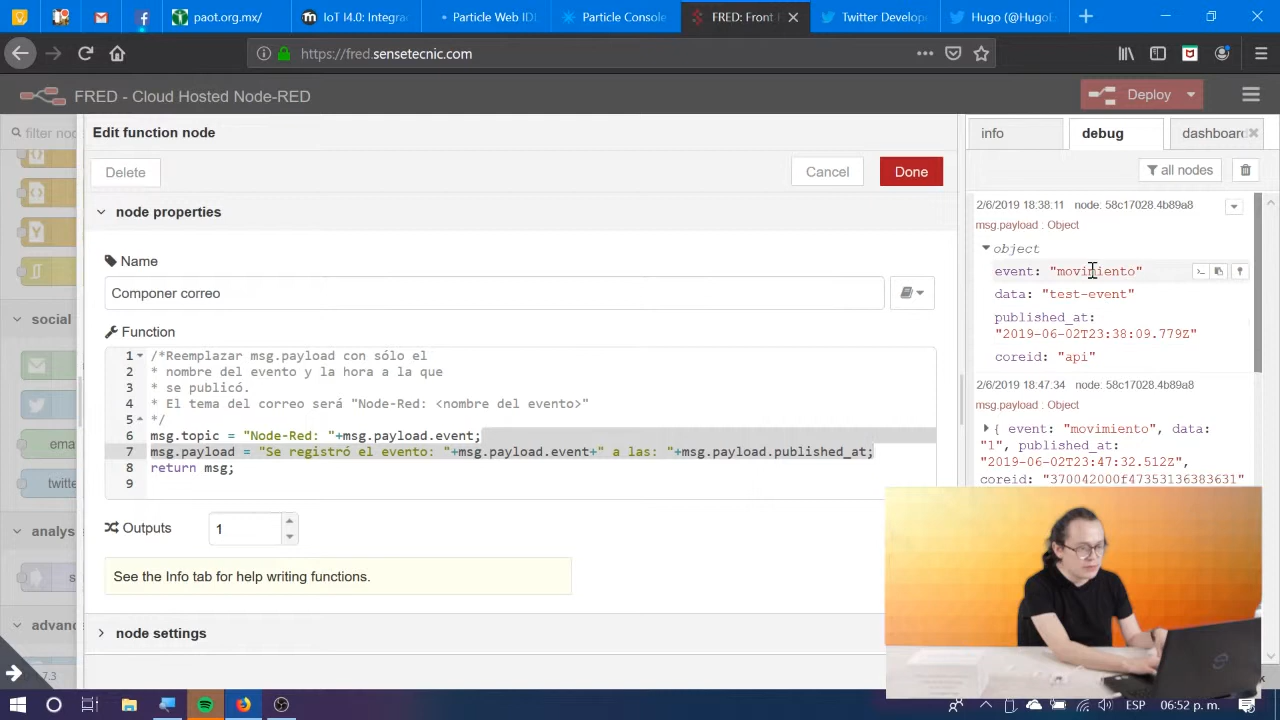 paot.org.mx/
IoT I4.0: Integra
Particle Web IDE
Particle Console
FRED: Front
Twitter Develop
Hugo (@HugoE
https://fred.sensetecnic.com
FRED - Cloud Hosted Node-RED
Deploy
filter no
Edit function node
info
debug
dashboard
Delete
Cancel
Done
all nodes
node properties
2/6/2019 18:38.11 node: 58c17028.4b89a8
msg.payload : Object
object
event: "movimiento"
data: "test-event"
published_at:
"2019-06-02T23:38:09.779Z"
coreid: "api"
Name
Componer correo
Function
1 /*Reemplazar msg.payload con sólo el
2 * nombre del evento y la hora a la que
3 * se publicó.
4 * El tema del correo será "Node-Red: <nombre del evento>"
5 */
6 msg.topic = "Node-Red: "+msg.payload.event;
7 msg.payload = "Se registró el evento: "+msg.payload.event+" a las: "+msg.payload.published_at;
8 return msg;
9
2/6/2019 18:47.34 node: 58c17028.4b89a8
msg.payload : Object
{ event: "movimiento", data:
"1", published_at:
"2019-06-02T23:47:32.512Z",
coreid: "370042000f47353136383631"
social
ema
twitte
analys
s
advan
7.3
Outputs
1
See the Info tab for help writing functions.
node settings
ESP
06:52 p. m.